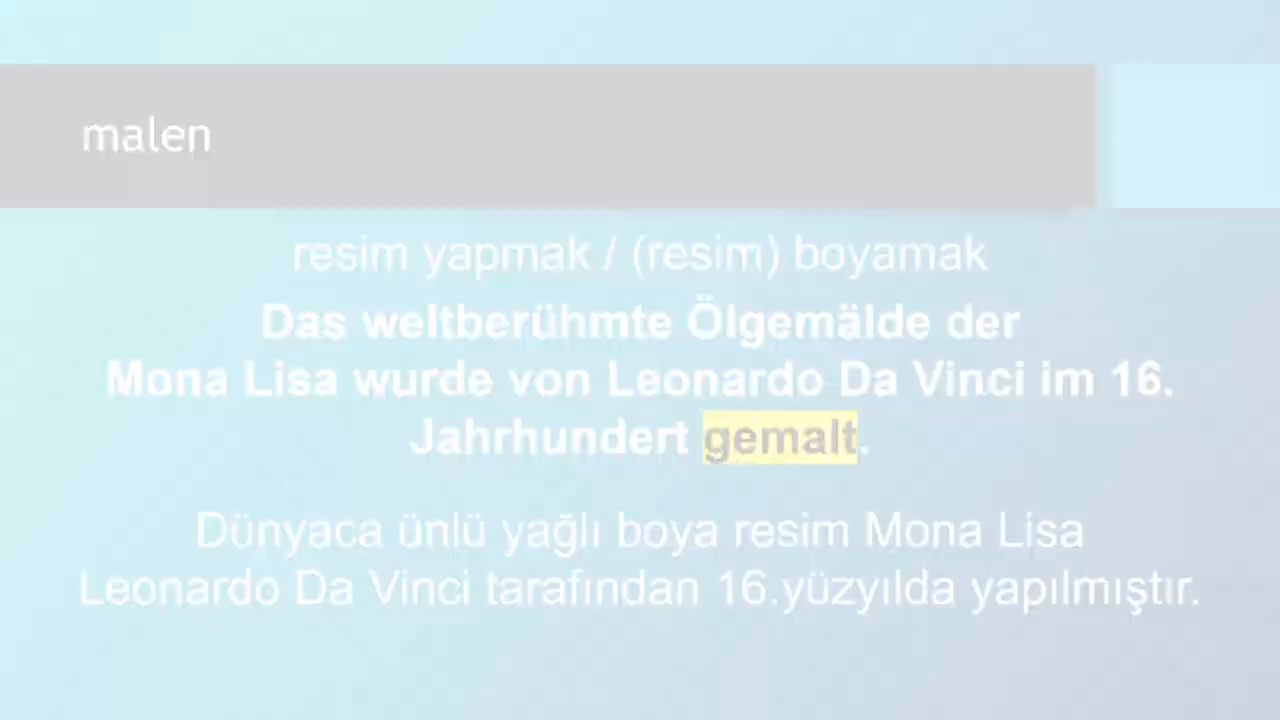 malen
resim yapmak / (resim) boyamak
Das weltberühmte Ölgemälde der
Mona Lisa wurde von Leonardo Da Vinci im 16.
Jahrhundert gemalt.
Dünyaca ünlü yağlı boya resim Mona Lisa
Leonardo Da Vinci tarafından 16.yüzyılda yapılmıştır.